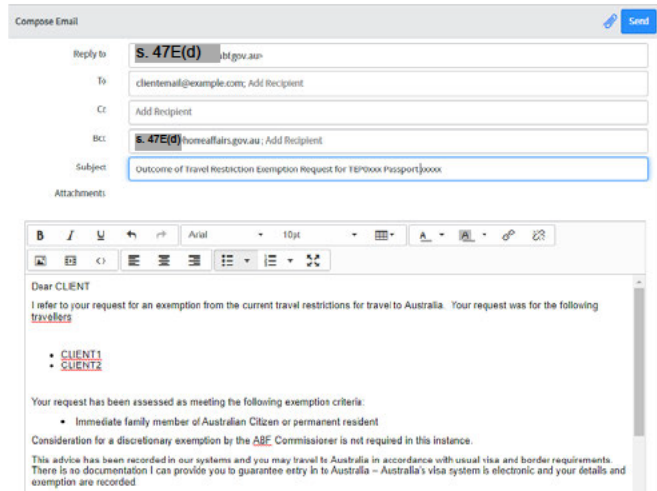 Compose Email
Send
Reply to s. 47E(d) abf.gov.au>
To clientemail@example.com; Add Recipient
Cc Add Recipient
Bcc s. 47E(d) homeaffairs.gov.au; Add Recipient
Subject Outcome of Travel Restriction Exemption Request for TEP0xxx Passport xxxxx
Attachments
B I U Arial 10pt A A
Dear CLIENT
I refer to your request for an exemption from the current travel restrictions for travel to Australia. Your request was for the following
travellers
• CLIENT1
• CLIENT2
Your request has been assessed as meeting the following exemption criteria:
• Immediate family member of Australian Citizen or permanent resident
Consideration for a discretionary exemption by the ABF Commissioner is not required in this instance.
This advice has been recorded in our systems and you may travel to Australia in accordance with usual visa and border requirements.
There is no documentation I can provide you to guarantee entry in to Australia – Australia's visa system is electronic and your details and
exemption are recorded